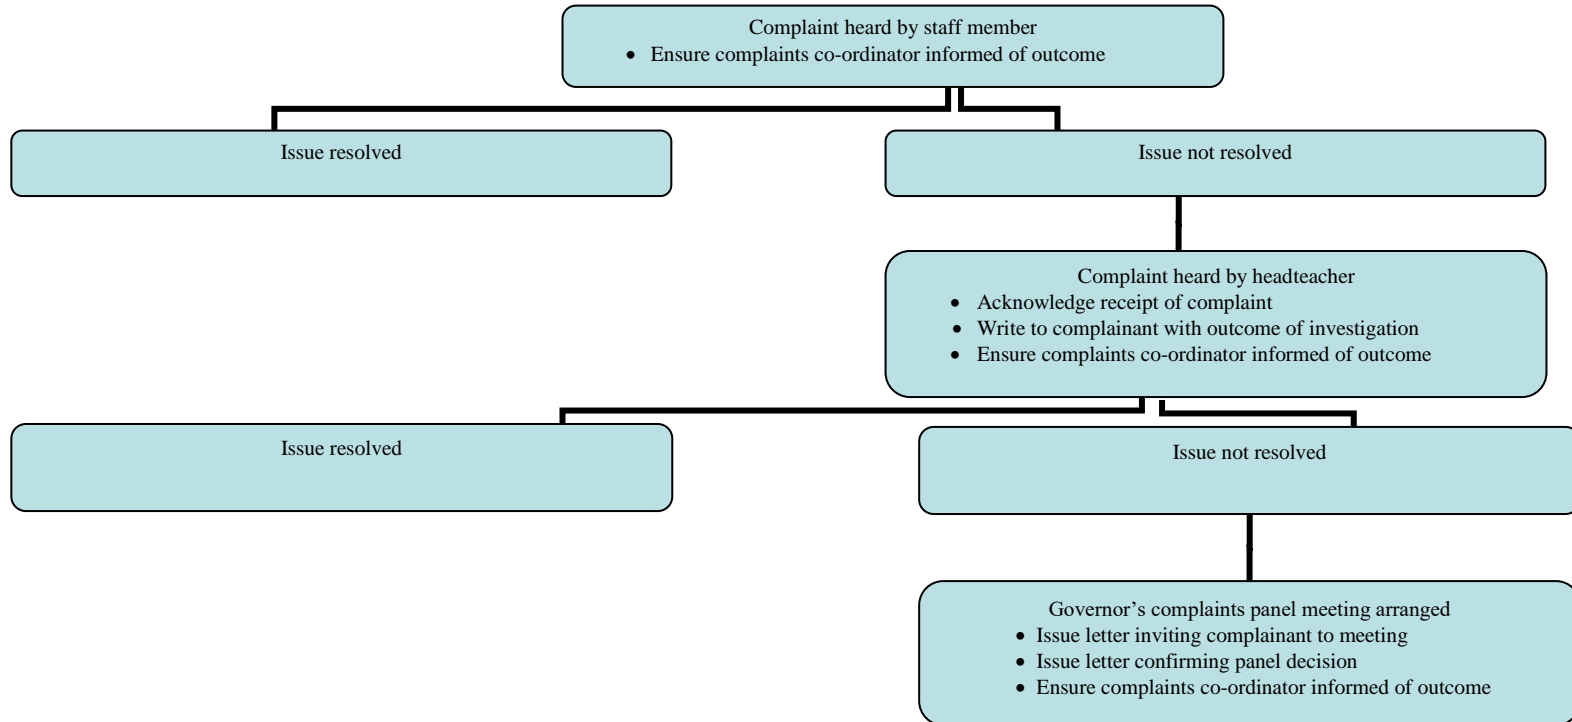 Complaint heard by staff member
• Ensure complaints co-ordinator informed of outcome
Issue resolved
Issue not resolved
Complaint heard by headteacher
• Acknowledge receipt of complaint
• Write to complainant with outcome of investigation
• Ensure complaints co-ordinator informed of outcome
Issue resolved
Issue not resolved
Governor’s complaints panel meeting arranged
• Issue letter inviting complainant to meeting
• Issue letter confirming panel decision
• Ensure complaints co-ordinator informed of outcome